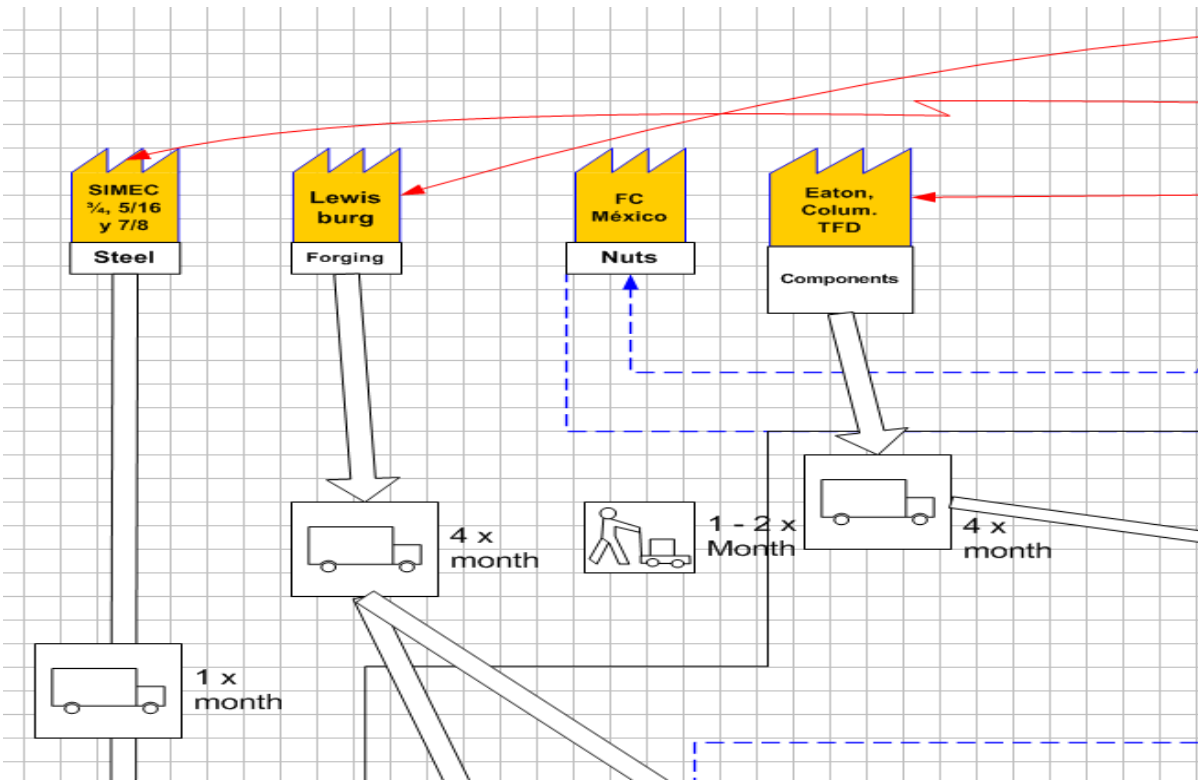 SIMEC
¾, 5/16
y 7/8
Steel
Lewis
burg
Forging
FC
México
Nuts
Eaton,
Colum.
TFD
Components
4 x
month
1 - 2 x
Month
4 x
month
1 x
month